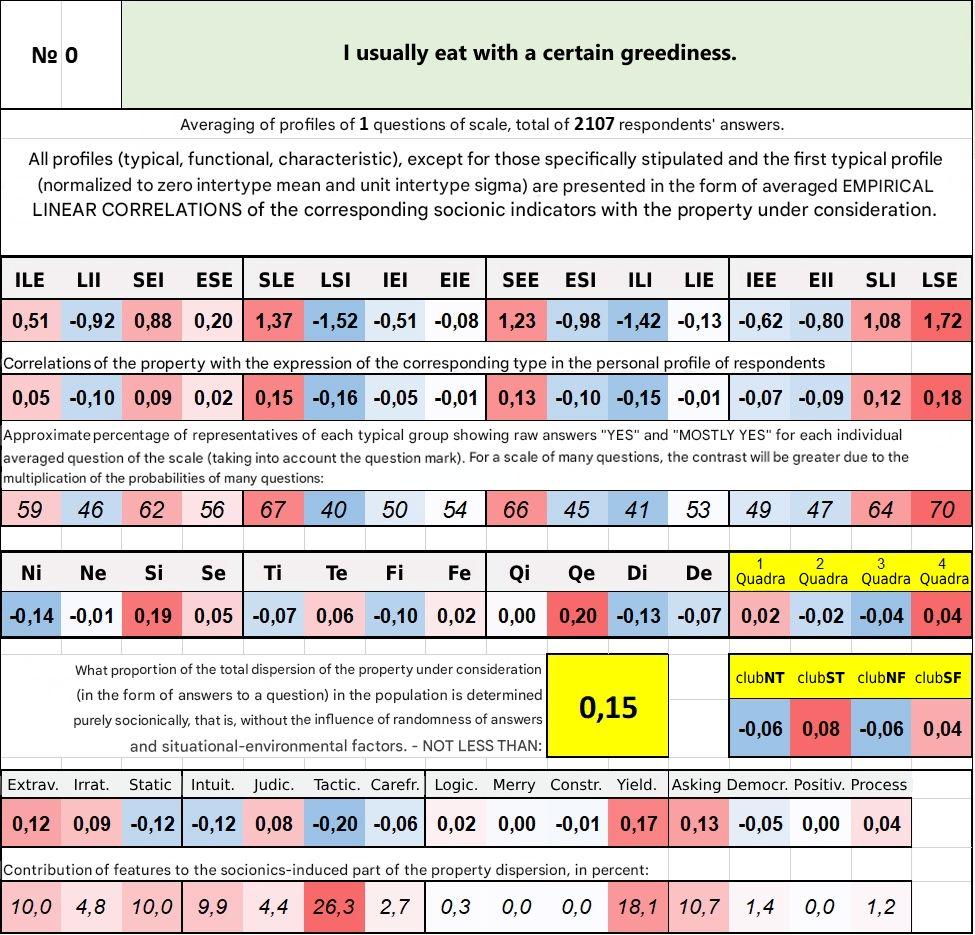 № 0
I usually eat with a certain greediness.
Averaging of profiles of 1 questions of scale, total of 2107 respondents' answers.
All profiles (typical, functional, characteristic), except for those specifically stipulated and the first typical profile
(normalized to zero intertype mean and unit intertype sigma) are presented in the form of averaged EMPIRICAL
LINEAR CORRELATIONS of the corresponding socionic indicators with the property under consideration.
ILE LII SEI ESE SLE LSI IEI EIE SEE ESI ILI LIE IEE EII SLI LSE
0,51 -0,92 0,88 0,20 1,37 -1,52 -0,51 -0,08 1,23 -0,98 -1,42 -0,13 -0,62 -0,80 1,08 1,72
Correlations of the property with the expression of the corresponding type in the personal profile of respondents
0,05 -0,10 0,09 0,02 0,15 -0,16 -0,05 -0,01 0,13 -0,10 -0,15 -0,01 -0,07 -0,09 0,12 0,18
Approximate percentage of representatives of each typical group showing raw answers "YES" and "MOSTLY YES" for each individual
averaged question of the scale (taking into account the question mark). For a scale of many questions, the contrast will be greater due to the
multiplication of the probabilities of many questions:
59 46 62 56 67 40 50 54 66 45 41 53 49 47 64 70
Ni Ne Si Se Ti Te Fi Fe Qi Qe Di De 1 Quadra 2 Quadra 3 Quadra 4 Quadra
-0,14 -0,01 0,19 0,05 -0,07 0,06 -0,10 0,02 0,00 0,20 -0,13 -0,07 0,02 -0,02 -0,04 0,04
What proportion of the total dispersion of the property under consideration
(in the form of answers to a question) in the population is determined
purely socionically, that is, without the influence of randomness of answers
and situational-environmental factors. - NOT LESS THAN:
0,15
clubNT clubST clubNF clubSF
-0,06 0,08 -0,06 0,04
Extrav. Irrat. Static Intuit. Judic. Tactic. Carefr. Logic. Merry Constr. Yield. Asking Democr. Positiv. Process
0,12 0,09 -0,12 -0,12 0,08 -0,20 -0,06 0,02 0,00 -0,01 0,17 0,13 -0,05 0,00 0,04
Contribution of features to the socionics-induced part of the property dispersion, in percent:
10,0 4,8 10,0 9,9 4,4 26,3 2,7 0,3 0,0 0,0 18,1 10,7 1,4 0,0 1,2